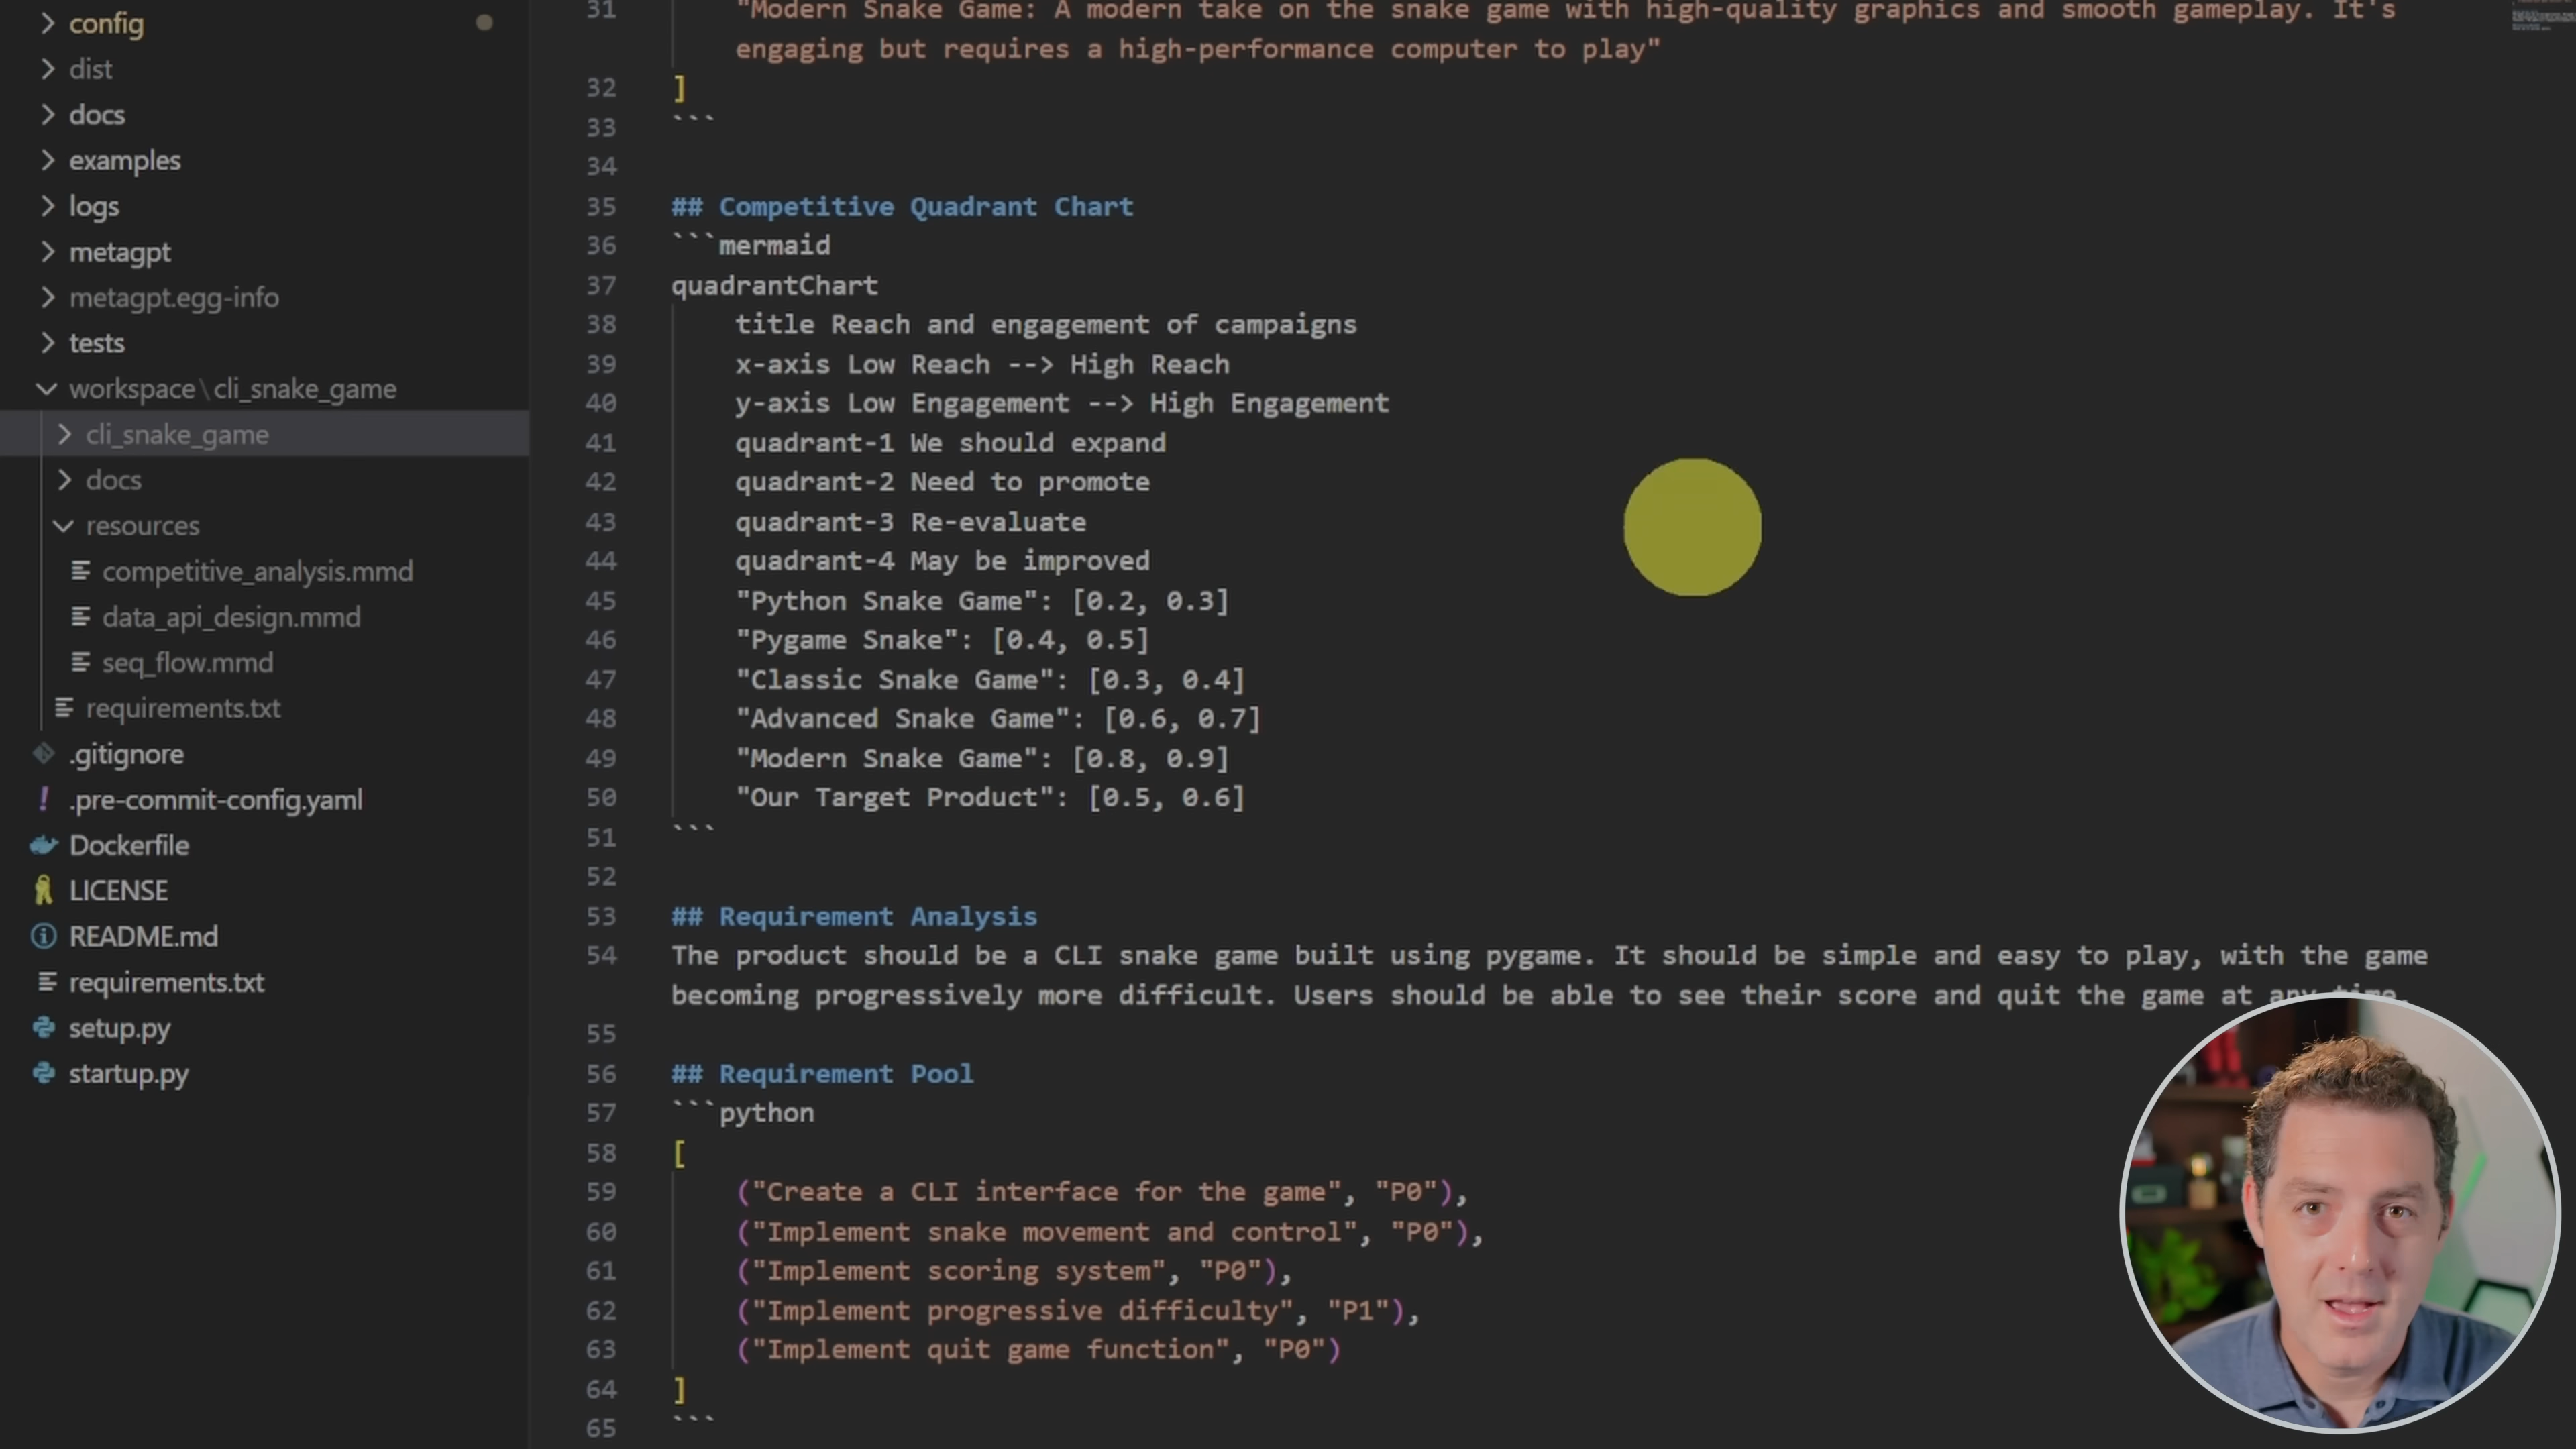 config
dist
docs
examples
logs
metagpt
metagpt.egg-info
tests
workspace\cli_snake_game
cli_snake_game
docs
resources
competitive_analysis.mmd
data_api_design.mmd
seq_flow.mmd
requirements.txt
.gitignore
.pre-commit-config.yaml
Dockerfile
LICENSE
README.md
requirements.txt
setup.py
startup.py
31 "Modern Snake Game: A modern take on the snake game with high-quality graphics and smooth gameplay. It's
engaging but requires a high-performance computer to play"
32 ]
33 ```
34
35 ## Competitive Quadrant Chart
36 ```mermaid
37 quadrantChart
38 title Reach and engagement of campaigns
39 x-axis Low Reach --> High Reach
40 y-axis Low Engagement --> High Engagement
41 quadrant-1 We should expand
42 quadrant-2 Need to promote
43 quadrant-3 Re-evaluate
44 quadrant-4 May be improved
45 "Python Snake Game": [0.2, 0.3]
46 "Pygame Snake": [0.4, 0.5]
47 "Classic Snake Game": [0.3, 0.4]
48 "Advanced Snake Game": [0.6, 0.7]
49 "Modern Snake Game": [0.8, 0.9]
50 "Our Target Product": [0.5, 0.6]
51 ```
52
53 ## Requirement Analysis
54 The product should be a CLI snake game built using pygame. It should be simple and easy to play, with the game
becoming progressively more difficult. Users should be able to see their score and quit the game at any time.
55
56 ## Requirement Pool
57 ```python
58 [
59 ("Create a CLI interface for the game", "P0"),
60 ("Implement snake movement and control", "P0"),
61 ("Implement scoring system", "P0"),
62 ("Implement progressive difficulty", "P1"),
63 ("Implement quit game function", "P0")
64 ]
65 ```